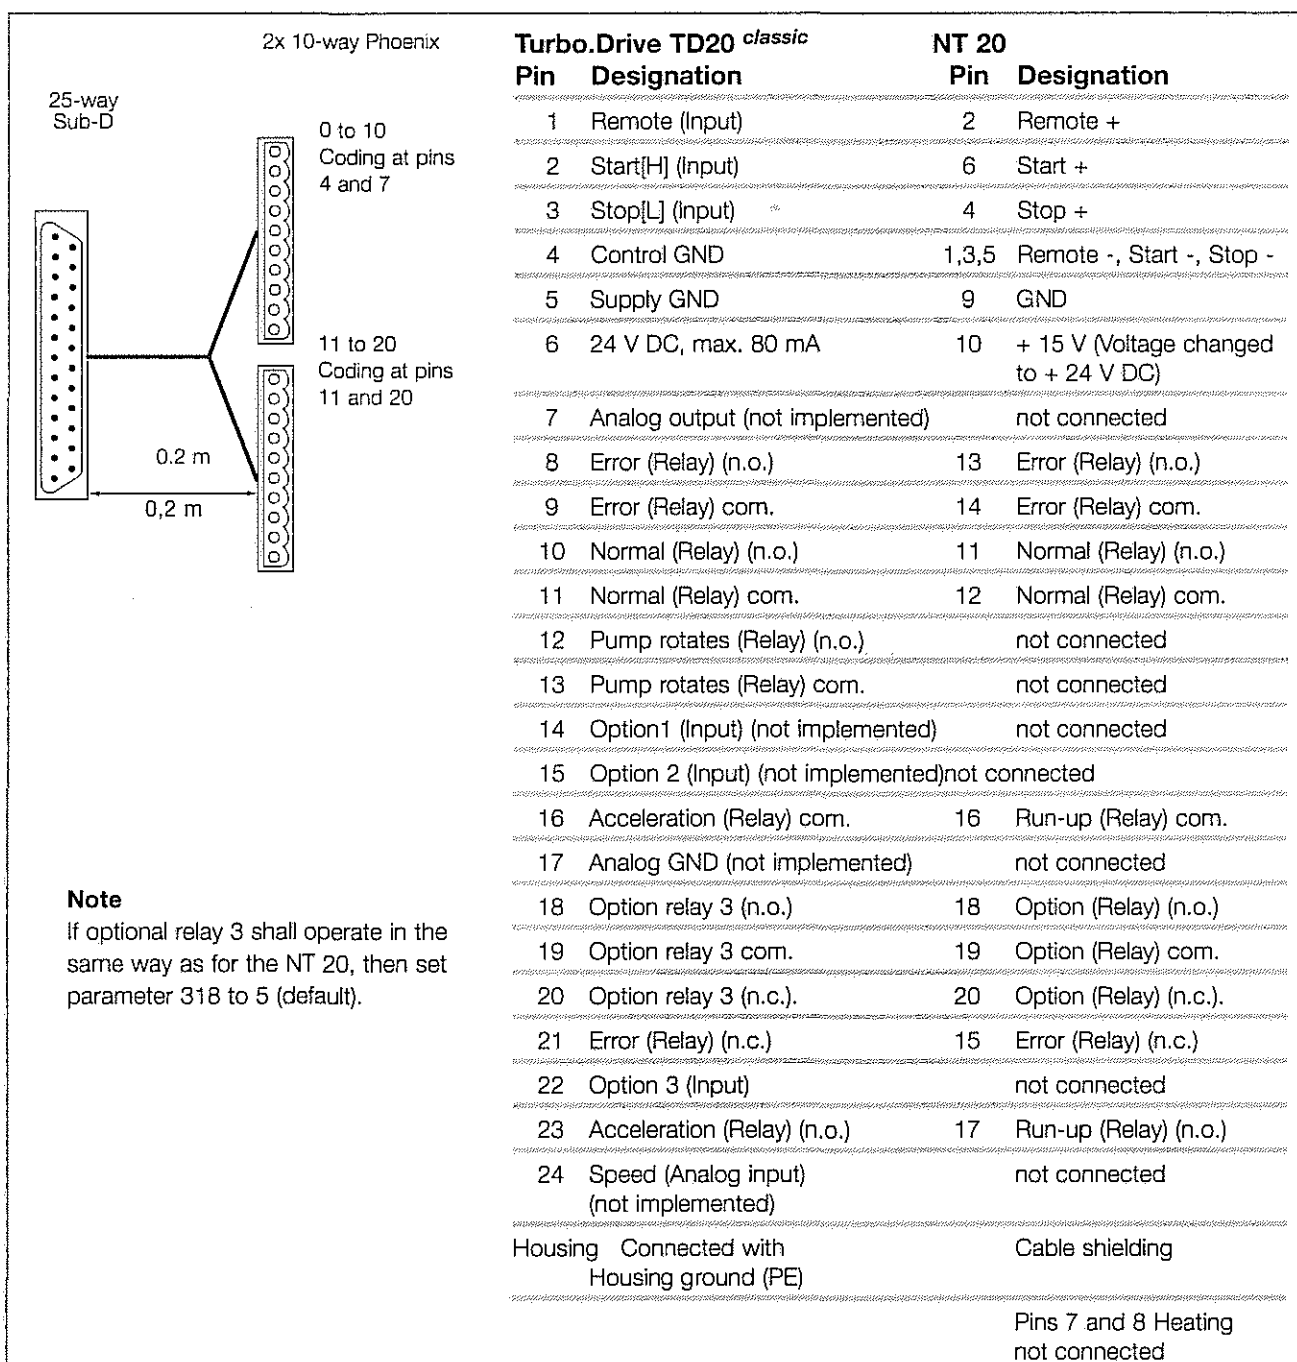 2x 10-way Phoenix
25-way
Sub-D
0 to 10
Coding at pins
4 and 7
11 to 20
Coding at pins
11 and 20
0.2 m
0,2 m
Note
If optional relay 3 shall operate in the
same way as for the NT 20, then set
parameter 318 to 5 (default).
Turbo.Drive TD20 classic NT 20
Pin Designation Pin Designation
1 Remote (Input) 2 Remote +
2 Start[H] (Input) 6 Start +
3 Stop[L] (Input) 4 Stop +
4 Control GND 1,3,5 Remote -, Start -, Stop -
5 Supply GND 9 GND
6 24 V DC, max. 80 mA 10 + 15 V (Voltage changed
to + 24 V DC)
7 Analog output (not implemented) not connected
8 Error (Relay) (n.o.) 13 Error (Relay) (n.o.)
9 Error (Relay) com. 14 Error (Relay) com.
10 Normal (Relay) (n.o.) 11 Normal (Relay) (n.o.)
11 Normal (Relay) com. 12 Normal (Relay) com.
12 Pump rotates (Relay) (n.o.) not connected
13 Pump rotates (Relay) com. not connected
14 Option1 (Input) (not implemented) not connected
15 Option 2 (Input) (not implemented)not connected
16 Acceleration (Relay) com. 16 Run-up (Relay) com.
17 Analog GND (not implemented) not connected
18 Option relay 3 (n.o.) 18 Option (Relay) (n.o.)
19 Option relay 3 com. 19 Option (Relay) com.
20 Option relay 3 (n.c.). 20 Option (Relay) (n.c.).
21 Error (Relay) (n.c.) 15 Error (Relay) (n.c.)
22 Option 3 (Input) not connected
23 Acceleration (Relay) (n.o.) 17 Run-up (Relay) (n.o.)
24 Speed (Analog input) not connected
(not implemented)
Housing Connected with Cable shielding
Housing ground (PE)
Pins 7 and 8 Heating
not connected